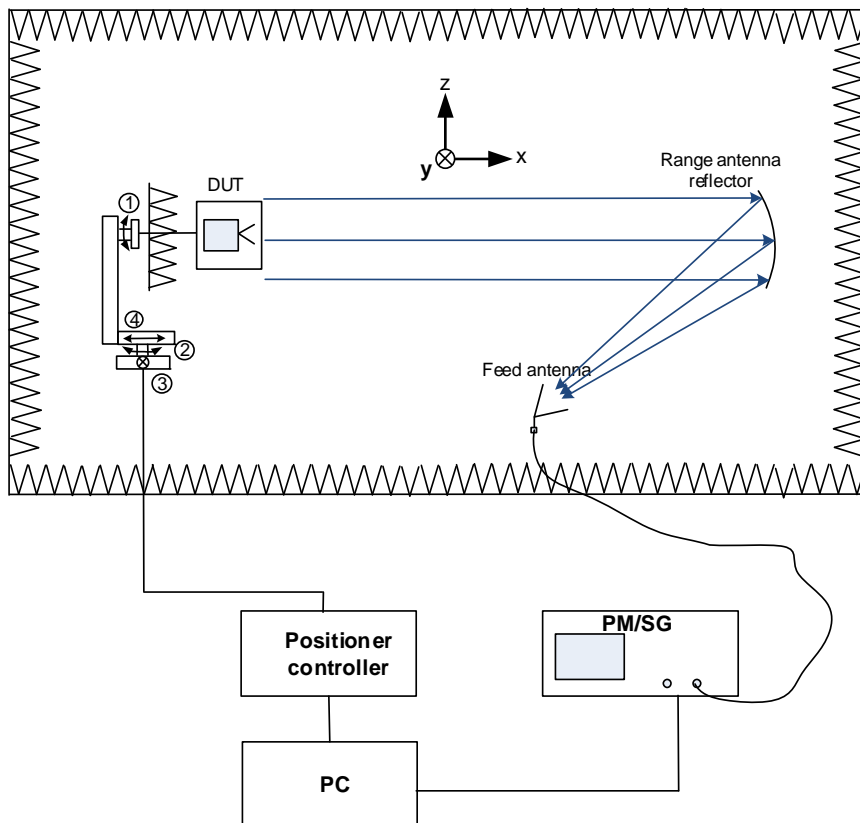 z
x
y
Range antenna
reflector
DUT
①
④
②
③
Feed antenna
Positioner
controller
PM/SG
PC